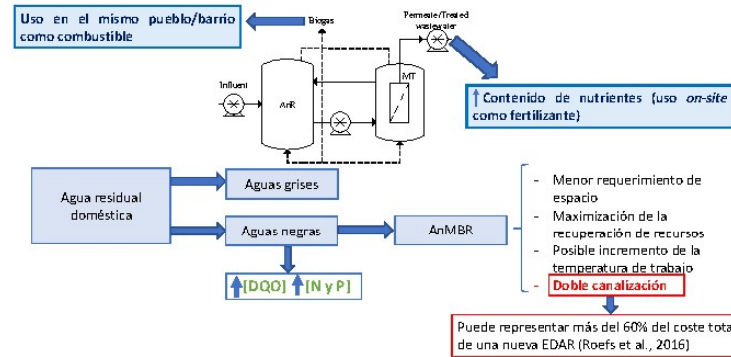 Uso en el mismo pueblo/barrio
como combustible
Biogas
Permeate/Treated
wastewater
Influent
AnR
MT
Contenido de nutrientes (uso on-site
como fertilizante)
Agua residual
doméstica
Aguas grises
Aguas negras
AnMBR
[DQO] [N y P]
- Menor requerimiento de
espacio
- Maximización de la
recuperación de recursos
- Posible incremento de la
temperatura de trabajo
- Doble canalización
Puede representar más del 60% del coste tota
de una nueva EDAR (Roefs et al., 2016)